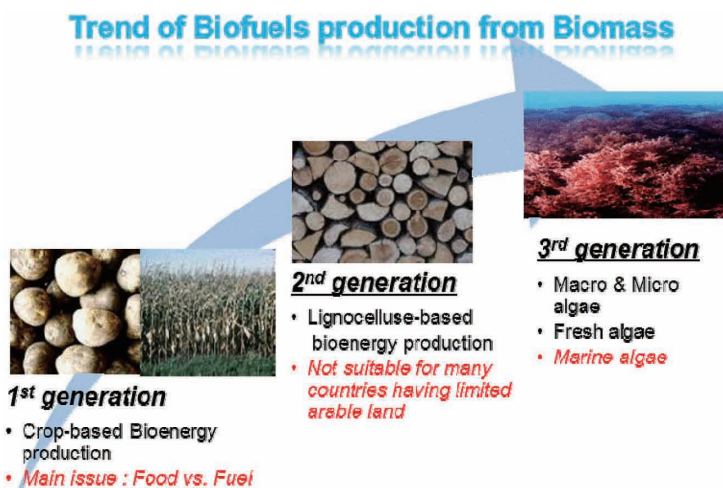 Trend of Biofuels production from Biomass
1st generation
• Crop-based Bioenergy
production
• Main issue : Food vs. Fuel
2nd generation
• Lignocelluse-based
bioenergy production
• Not suitable for many
countries having limited
arable land
3rd generation
• Macro & Micro
algae
• Fresh algae
• Marine algae